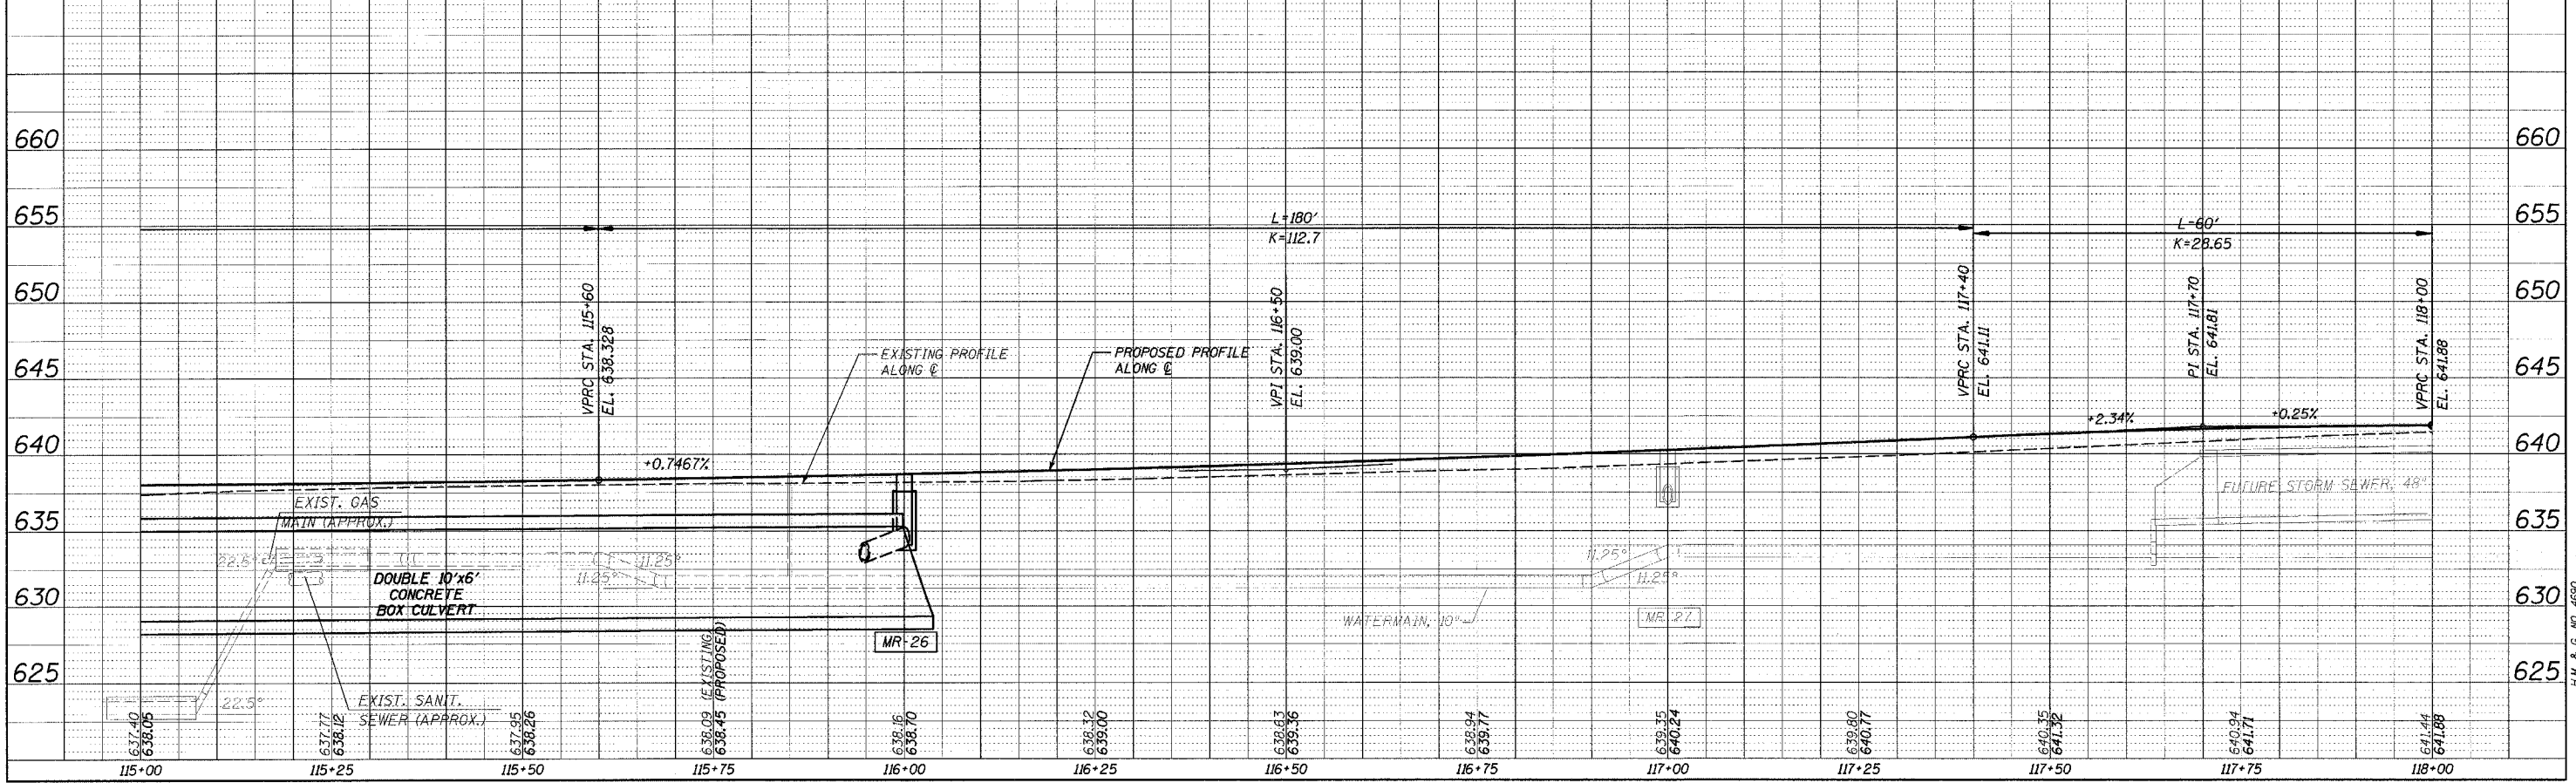 660
655
650
645
640
635
630
625
660
655
650
645
640
635
630
625
L=180'
K=112.7
L=60'
K=28.65
VPRC STA. 115+60
EL. 638.328
VPI STA. 116+50
EL. 639.00
VPRC STA. 117+40
EL. 641.11
PI STA. 117+70
EL. 641.81
VPRC STA. 118+00
EL. 641.88
EXISTING PROFILE
ALONG ℄
PROPOSED PROFILE
ALONG ℄
+0.7467%
+2.34%
+0.25%
EXIST. GAS
MAIN (APPROX.)
22.5°
11.25°
11.25°
DOUBLE 10'x6'
CONCRETE
BOX CULVERT
22.5°
EXIST. SANIT.
SEWER (APPROX.)
MR-26
11.25°
11.25°
WATERMAIN, 10"
MR-27
FUTURE STORM SEWER, 48"
637.40
638.05
637.77
638.12
637.95
638.26
638.09 (EXISTING)
638.45 (PROPOSED)
638.16
638.70
638.32
639.00
638.63
639.36
638.94
639.77
639.35
640.24
639.80
640.77
640.35
641.32
640.94
641.71
641.44
641.88
115+00
115+25
115+50
115+75
116+00
116+25
116+50
116+75
117+00
117+25
117+50
117+75
118+00